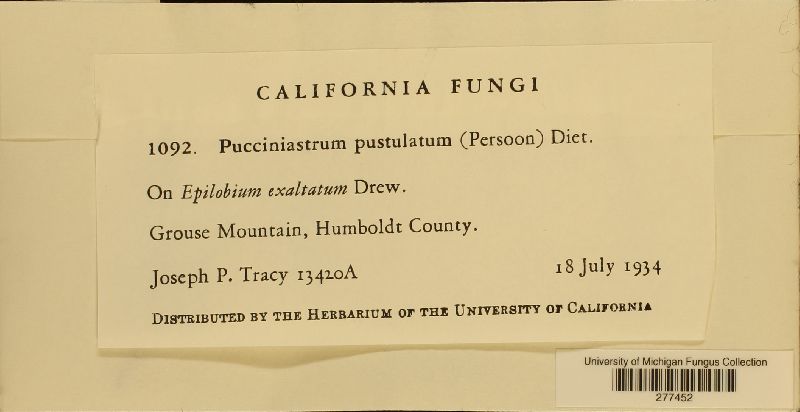 CALIFORNIA FUNGI
1092. Pucciniastrum pustulatum (Persoon) Diet.
On Epilobium exaltatum Drew.
Grouse Mountain, Humboldt County.
Joseph P. Tracy 13420A
18 July 1934
DISTRIBUTED BY THE HERBARIUM OF THE UNIVERSITY OF CALIFORNIA
University of Michigan Fungus Collection
277452